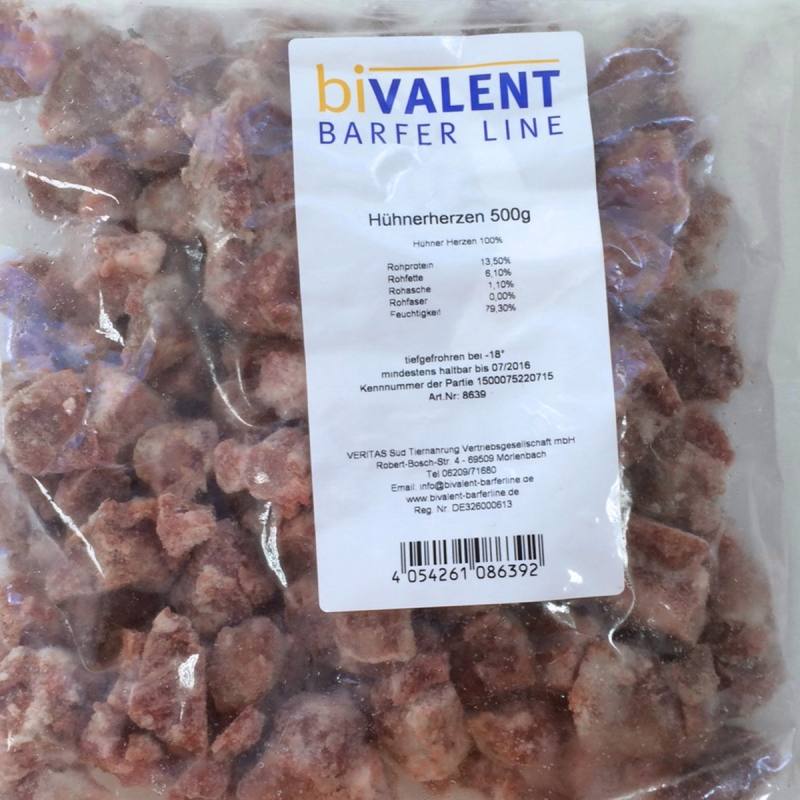 biVALENT
BARFER LINE
Hühnerherzen 500g
Hühner Herzen 100%
Rohprotein 13,50%
Rohfette 6,10%
Rohasche 1,10%
Rohfaser 0,00%
Feuchtigkeit 79,30%
tiefgefrohren bei -18°
mindestens haltbar bis 07/2016
Kennnummer der Partie 1500075220715
Art.Nr: 8639
VERITAS Süd Tiernahrung Vertriebsgesellschaft mbH
Robert-Bosch-Str. 4 - 69509 Mörlenbach
Tel 06209/71680
Email: info@bivalent-barferline.de
www.bivalent-barferline.de
Reg. Nr. DE326000613
4 054261 086392